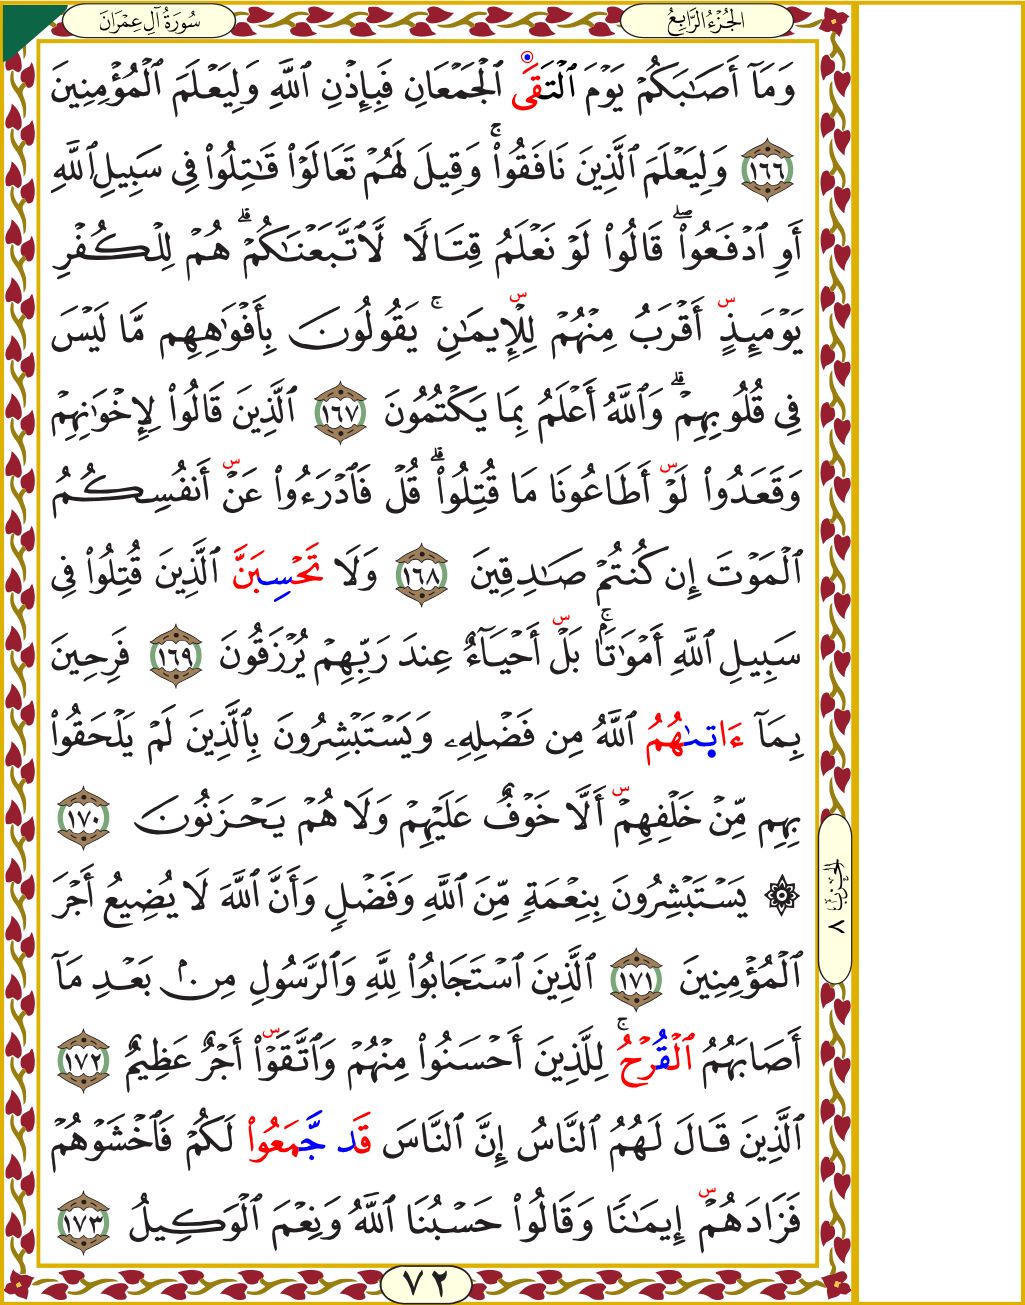 سُورَةُ آلِ عِمْرَانَ
الجُزْءُ الرَّابِعُ
وَمَآ أَصَٰبَكُمْ يَوْمَ ٱلْتَقَى ٱلْجَمْعَانِ فَبِإِذْنِ ٱللَّهِ وَلِيَعْلَمَ ٱلْمُؤْمِنِينَ
١٦٦ وَلِيَعْلَمَ ٱلَّذِينَ نَافَقُوا۟ ۚ وَقِيلَ لَهُمْ تَعَالَوْا۟ قَٰتِلُوا۟ فِى سَبِيلِ ٱللَّهِ
أَوِ ٱدْفَعُوا۟ ۖ قَالُوا۟ لَوْ نَعْلَمُ قِتَالًا لَّٱتَّبَعْنَٰكُمْ ۗ هُمْ لِلْكُفْرِ
يَوْمَئِذٍ س أَقْرَبُ مِنْهُمْ لِلْإِيمَٰنِ س ۚ يَقُولُونَ بِأَفْوَٰهِهِم مَّا لَيْسَ
فِى قُلُوبِهِمْ ۗ وَٱللَّهُ أَعْلَمُ بِمَا يَكْتُمُونَ ١٦٧ ٱلَّذِينَ قَالُوا۟ لِإِخْوَٰنِهِمْ
وَقَعَدُوا۟ لَوْ س أَطَاعُونَا مَا قُتِلُوا۟ ۗ قُلْ فَٱدْرَءُوا۟ عَنْ س أَنفُسِكُمُ
ٱلْمَوْتَ إِن كُنتُمْ صَٰدِقِينَ ١٦٨ وَلَا تَحْسِبَنَّ ٱلَّذِينَ قُتِلُوا۟ فِى
سَبِيلِ ٱللَّهِ أَمْوَٰتًۢا ۚ بَلْ س أَحْيَآءٌ عِندَ رَبِّهِمْ يُرْزَقُونَ ١٦٩ فَرِحِينَ
بِمَآ ءَاتىٰهُمُ ٱللَّهُ مِن فَضْلِهِۦ وَيَسْتَبْشِرُونَ بِٱلَّذِينَ لَمْ يَلْحَقُوا۟
بِهِم مِّنْ خَلْفِهِمْ س أَلَّا خَوْفٌ عَلَيْهِمْ وَلَا هُمْ يَحْزَنُونَ ١٧٠
۞ يَسْتَبْشِرُونَ بِنِعْمَةٍ مِّنَ ٱللَّهِ وَفَضْلٍ وَأَنَّ ٱللَّهَ لَا يُضِيعُ أَجْرَ
ٱلْمُؤْمِنِينَ ١٧١ ٱلَّذِينَ ٱسْتَجَابُوا۟ لِلَّهِ وَٱلرَّسُولِ مِنۢ بَعْدِ مَآ
أَصَابَهُمُ ٱلْقُرْحُ ۚ لِلَّذِينَ أَحْسَنُوا۟ مِنْهُمْ وَٱتَّقَوْا۟ س أَجْرٌ عَظِيمٌ ١٧٢
ٱلَّذِينَ قَالَ لَهُمُ ٱلنَّاسُ إِنَّ ٱلنَّاسَ قَد جَّمَعُوا۟ لَكُمْ فَٱخْشَوْهُمْ
فَزَادَهُمْ س إِيمَٰنًا وَقَالُوا۟ حَسْبُنَا ٱللَّهُ وَنِعْمَ ٱلْوَكِيلُ ١٧٣
الحزب ٨
٧٢